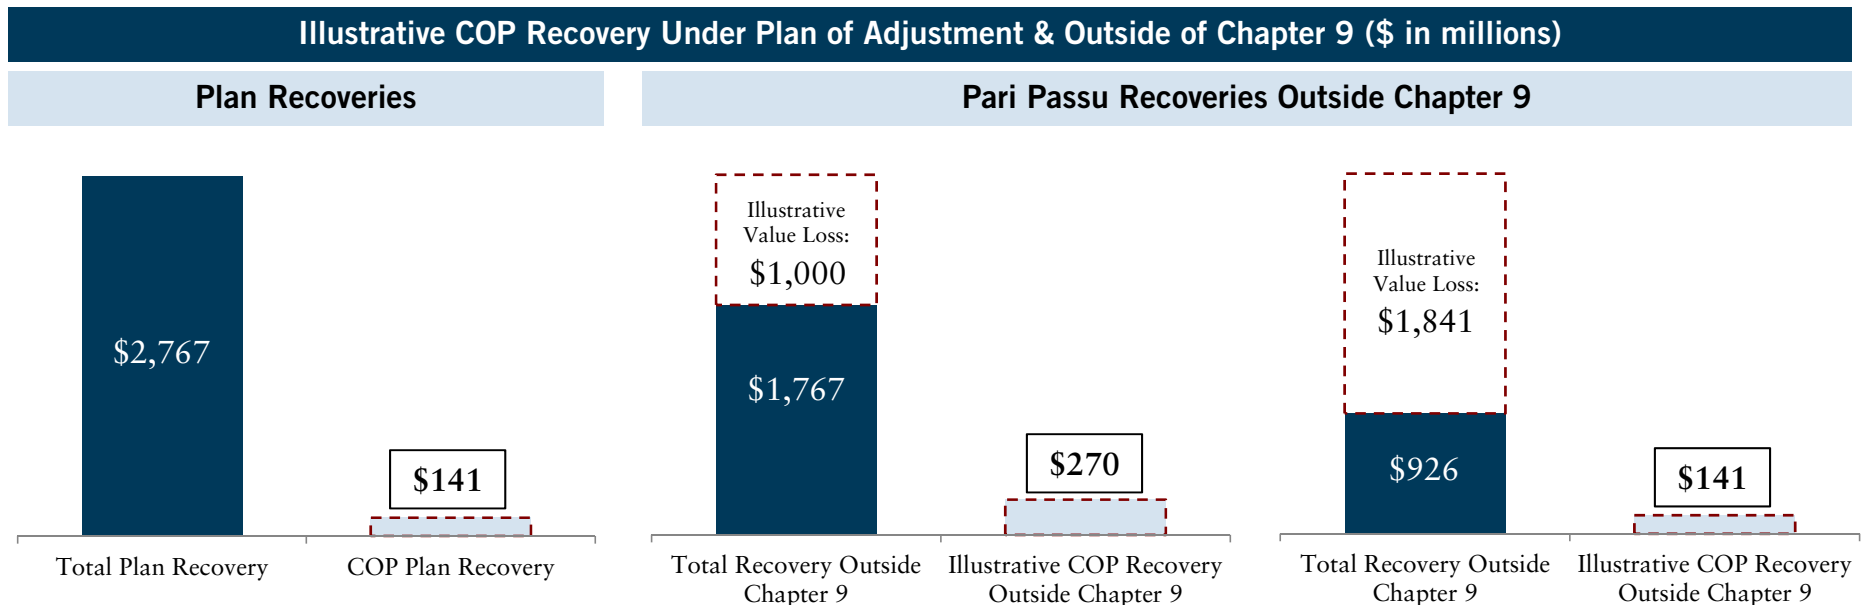 Illustrative COP Recovery Under Plan of Adjustment & Outside of Chapter 9 ($ in millions)
Plan Recoveries
$2,767
$141
Total Plan Recovery
COP Plan Recovery
Pari Passu Recoveries Outside Chapter 9
Illustrative
Value Loss:
$1,000
$1,767
$270
Total Recovery Outside
Chapter 9
Illustrative COP Recovery
Outside Chapter 9
Illustrative
Value Loss:
$1,841
$926
$141
Total Recovery Outside
Chapter 9
Illustrative COP Recovery
Outside Chapter 9